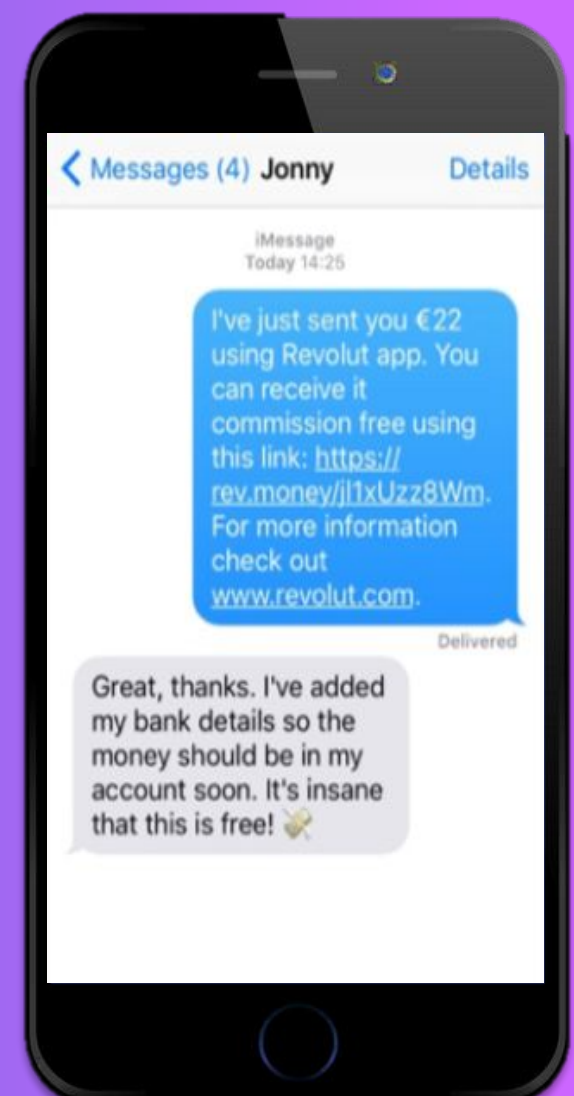 Messages (4) Jonny Details
iMessage
Today 14:25
I've just sent you €22
using Revolut app. You
can receive it
commission free using
this link: https://
rev.money/jl1xUzz8Wm.
For more information
check out
www.revolut.com.
Delivered
Great, thanks. I've added
my bank details so the
money should be in my
account soon. It's insane
that this is free! 💸